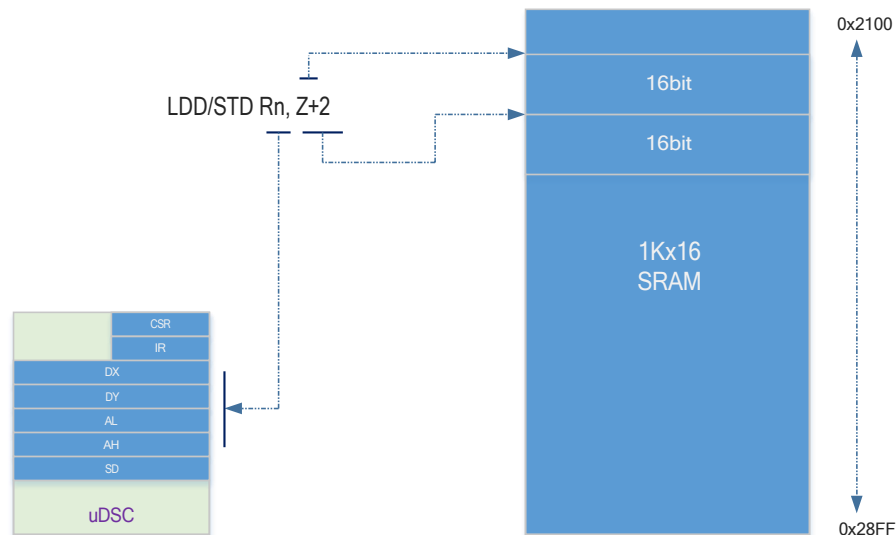 0x2100
16bit
LDD/STD Rn, Z+2
16bit
1Kx16
SRAM
CSR
IR
DX
DY
AL
AH
SD
uDSC
0x28FF